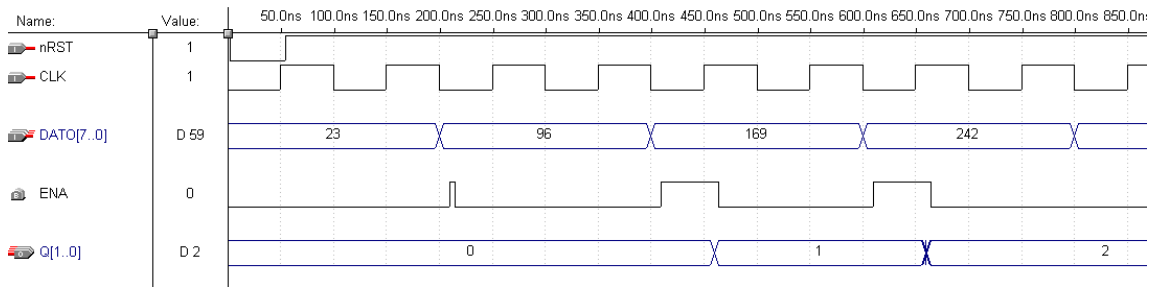 Name: Value: 50.0ns 100.0ns 150.0ns 200.0ns 250.0ns 300.0ns 350.0ns 400.0ns 450.0ns 500.0ns 550.0ns 600.0ns 650.0ns 700.0ns 750.0ns 800.0ns 850.0ns
nRST 1
CLK 1
DATO[7..0] D 59 23 96 169 242
ENA 0
Q[1..0] D 2 0 1 2